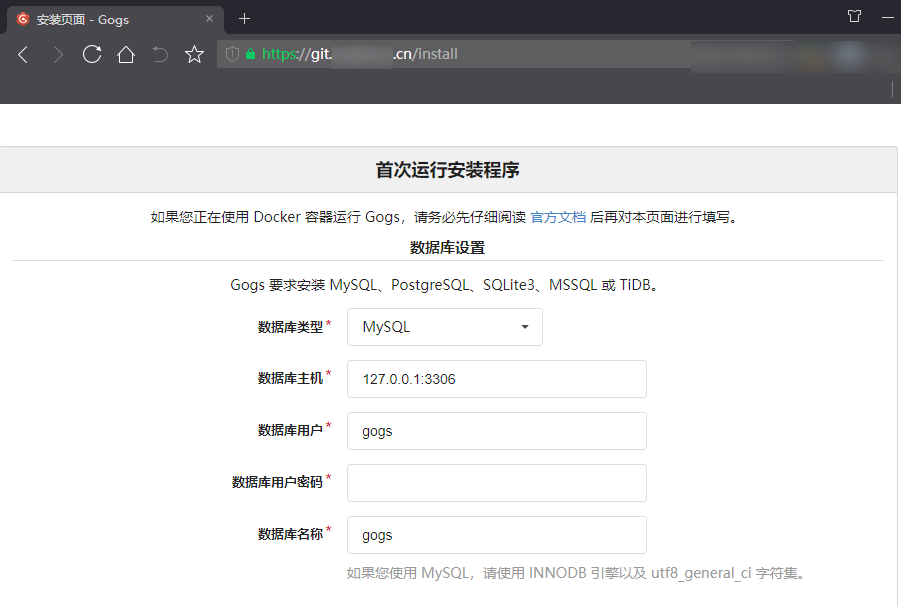 安装页面 - Gogs
https://git. .cn/install
首次运行安装程序
如果您正在使用 Docker 容器运行 Gogs，请务必先仔细阅读 官方文档 后再对本页面进行填写。
数据库设置
Gogs 要求安装 MySQL、PostgreSQL、SQLite3、MSSQL 或 TiDB。
数据库类型* MySQL
数据库主机* 127.0.0.1:3306
数据库用户* gogs
数据库用户密码*
数据库名称* gogs
如果您使用 MySQL，请使用 INNODB 引擎以及 utf8_general_ci 字符集。